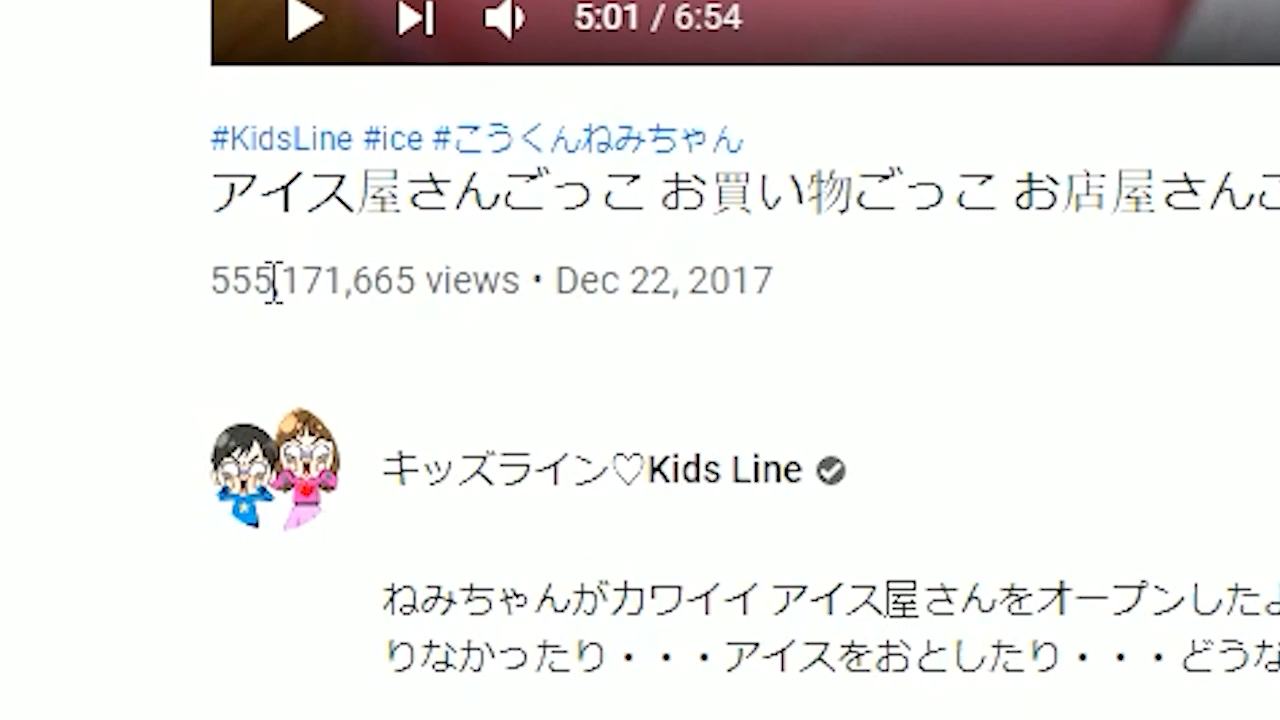 5:01 / 6:54
#KidsLine #ice #こうくんねみちゃん
アイス屋さんごっこ お買い物ごっこ お店屋さんご
555,171,665 views • Dec 22, 2017
キッズライン♡Kids Line
ねみちゃんがカワイイ アイス屋さんをオープンしたよ
りなかったり・・・アイスをおとしたり・・・どうな